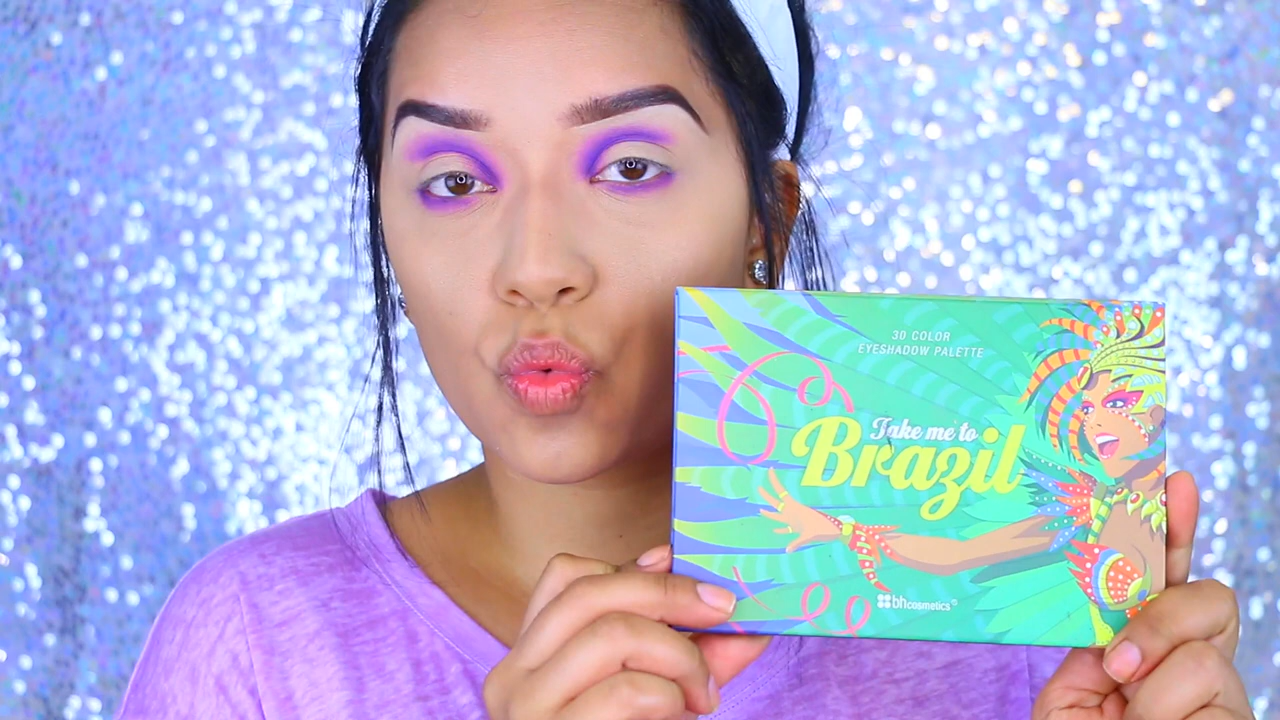 30 COLOR
EYESHADOW PALETTE
Take me to
Brazil
bhcosmetics®